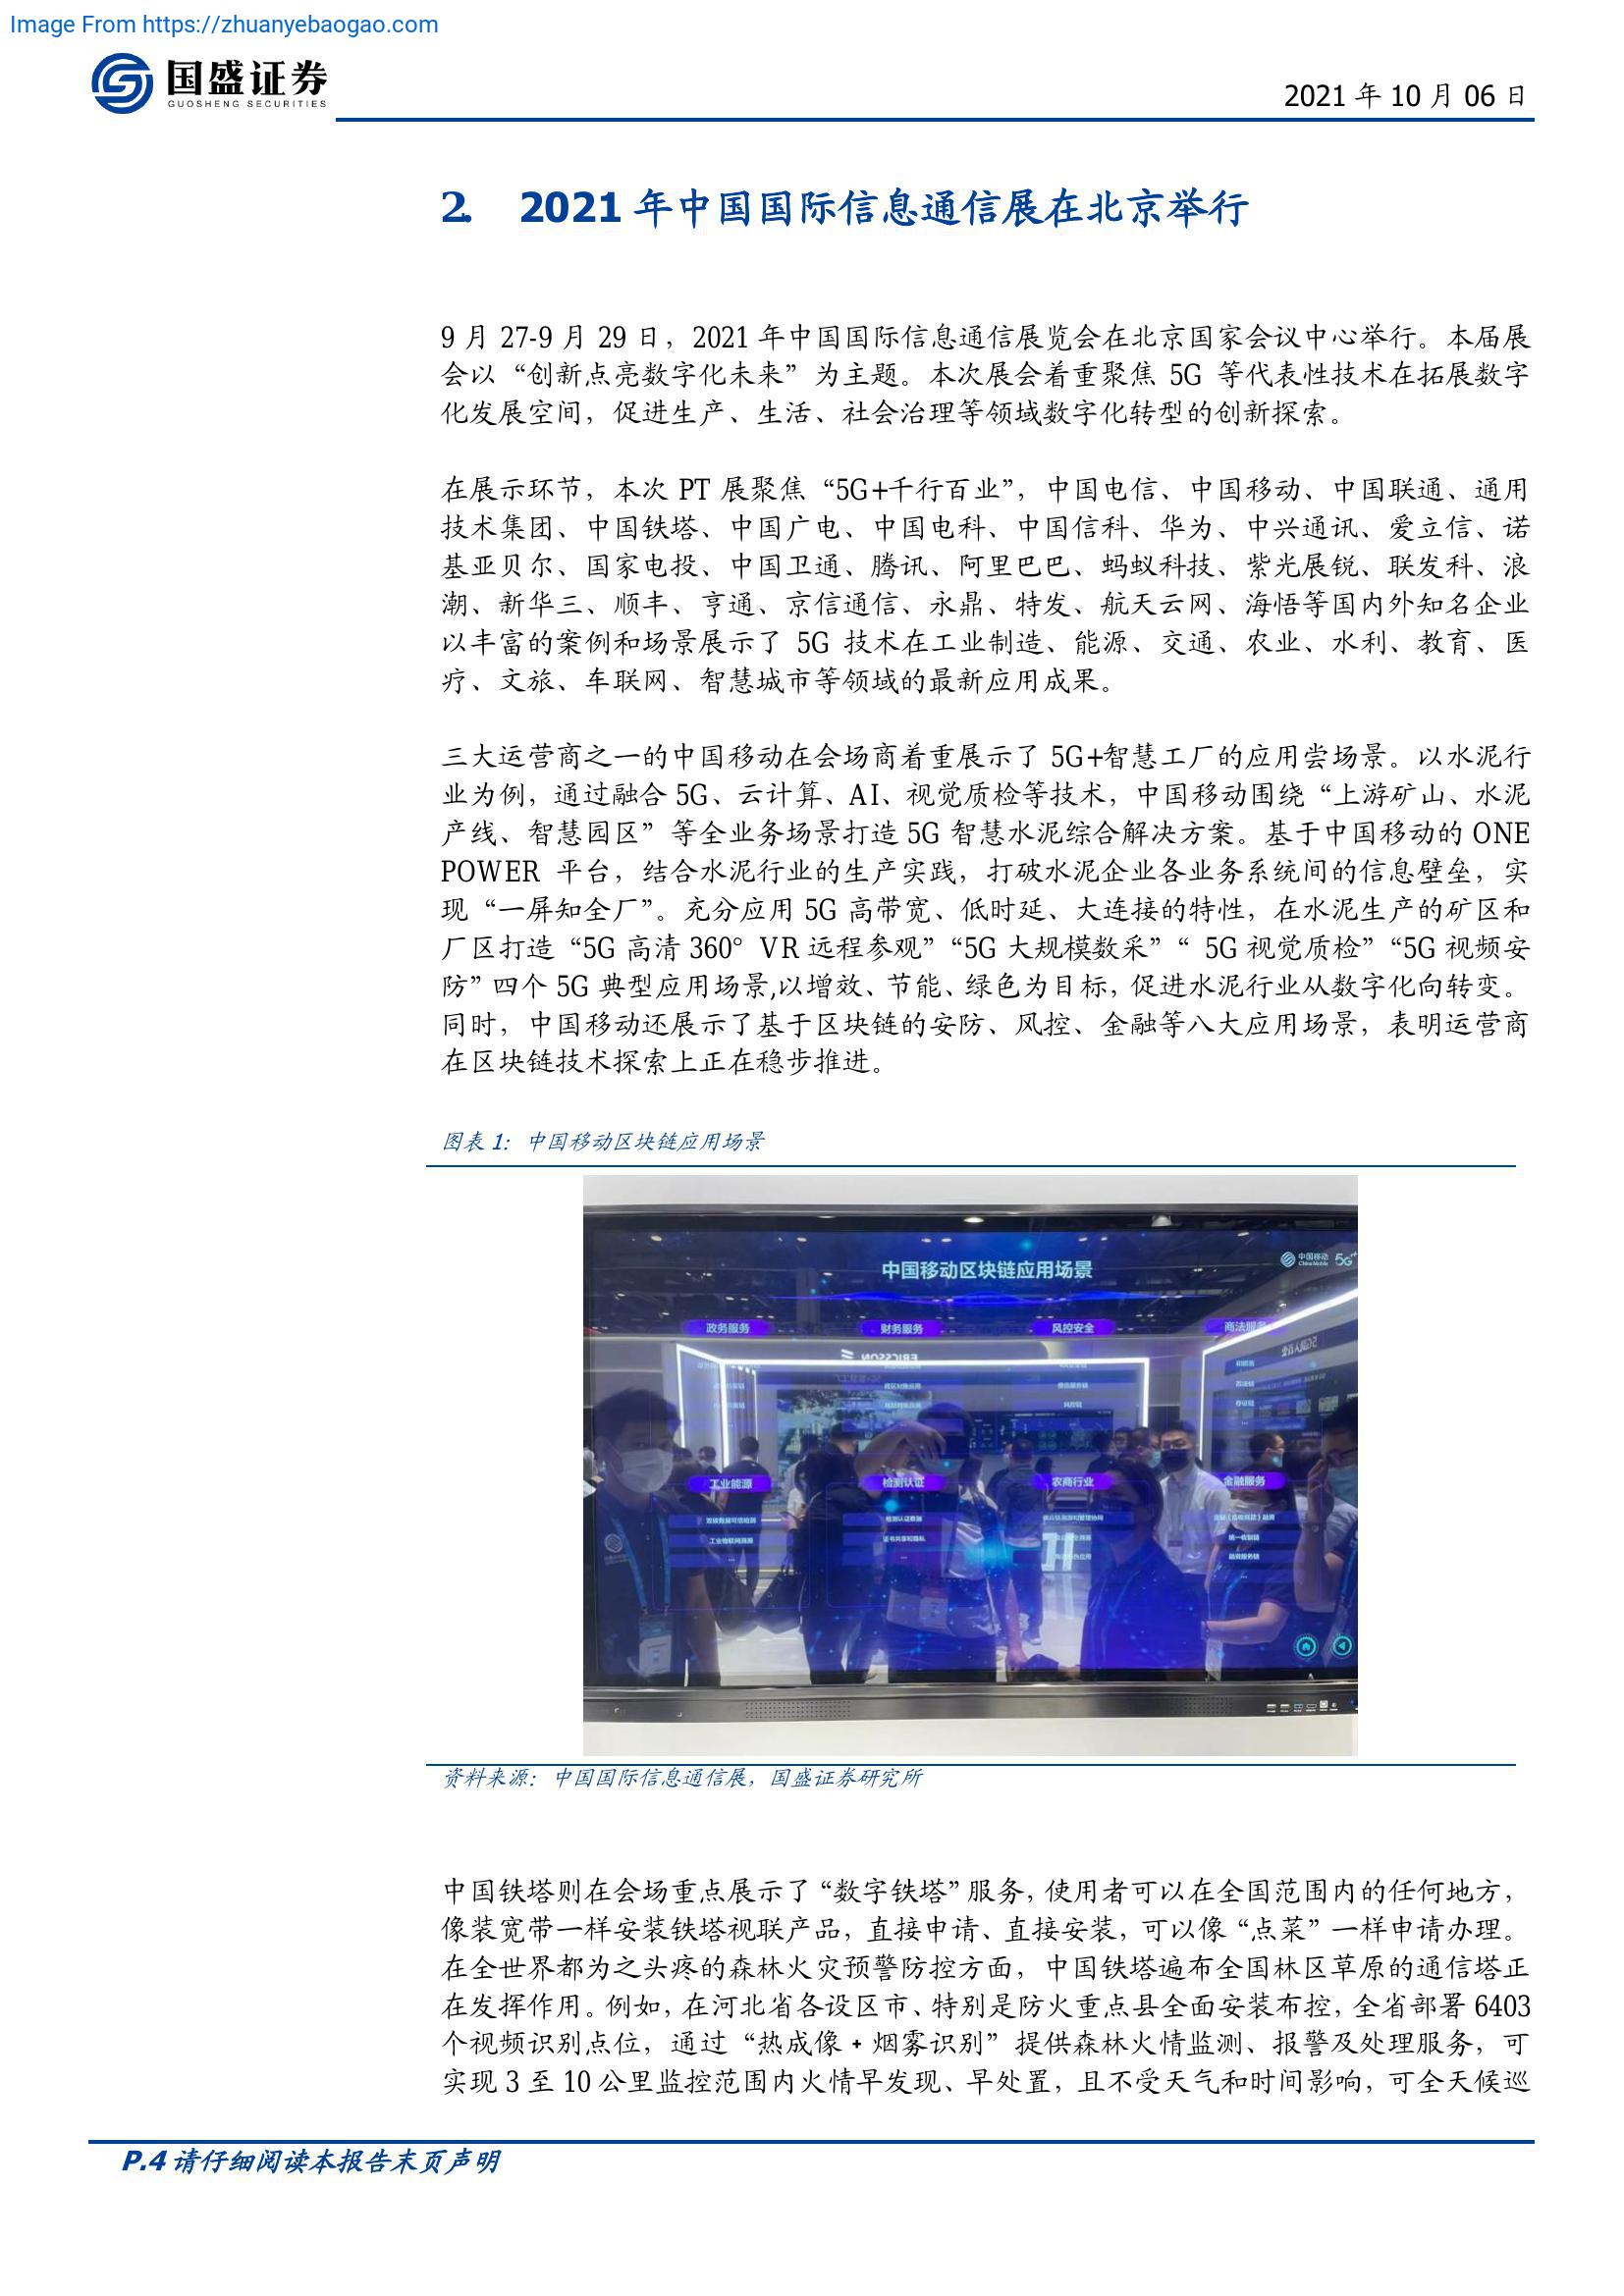 Image From https://zhuanyebaogao.com
国盛证券
GUOSHENG SECURITIES
2021 年 10 月 06 日
2. 2021 年中国国际信息通信展在北京举行
9 月 27-9 月 29 日，2021 年中国国际信息通信展览会在北京国家会议中心举行。本届展
会以“创新点亮数字化未来”为主题。本次展会着重聚焦 5G 等代表性技术在拓展数字
化发展空间，促进生产、生活、社会治理等领域数字化转型的创新探索。
在展示环节，本次 PT 展聚焦“5G+千行百业”，中国电信、中国移动、中国联通、通用
技术集团、中国铁塔、中国广电、中国电科、中国信科、华为、中兴通讯、爱立信、诺
基亚贝尔、国家电投、中国卫通、腾讯、阿里巴巴、蚂蚁科技、紫光展锐、联发科、浪
潮、新华三、顺丰、亨通、京信通信、永鼎、特发、航天云网、海悟等国内外知名企业
以丰富的案例和场景展示了 5G 技术在工业制造、能源、交通、农业、水利、教育、医
疗、文旅、车联网、智慧城市等领域的最新应用成果。
三大运营商之一的中国移动在会场商着重展示了 5G+智慧工厂的应用尝场景。以水泥行
业为例，通过融合 5G、云计算、AI、视觉质检等技术，中国移动围绕“上游矿山、水泥
产线、智慧园区”等全业务场景打造 5G 智慧水泥综合解决方案。基于中国移动的 ONE
POWER 平台，结合水泥行业的生产实践，打破水泥企业各业务系统间的信息壁垒，实
现“一屏知全厂”。充分应用 5G 高带宽、低时延、大连接的特性，在水泥生产的矿区和
厂区打造“5G 高清 360° VR 远程参观”“5G 大规模数采”“ 5G 视觉质检”“5G 视频安
防”四个 5G 典型应用场景,以增效、节能、绿色为目标，促进水泥行业从数字化向转变。
同时，中国移动还展示了基于区块链的安防、风控、金融等八大应用场景，表明运营商
在区块链技术探索上正在稳步推进。
图表 1：中国移动区块链应用场景
中国移动区块链应用场景
中国移动 China Mobile 5G
政务服务 财务服务 风控安全 商法服务
ERICSSON
风控链
存证链
工业能源 检测认证 农商行业 金融服务
资料来源：中国国际信息通信展，国盛证券研究所
中国铁塔则在会场重点展示了“数字铁塔”服务，使用者可以在全国范围内的任何地方，
像装宽带一样安装铁塔视联产品，直接申请、直接安装，可以像“点菜”一样申请办理。
在全世界都为之头疼的森林火灾预警防控方面，中国铁塔遍布全国林区草原的通信塔正
在发挥作用。例如，在河北省各设区市、特别是防火重点县全面安装布控，全省部署 6403
个视频识别点位，通过“热成像＋烟雾识别”提供森林火情监测、报警及处理服务，可
实现 3 至 10 公里监控范围内火情早发现、早处置，且不受天气和时间影响，可全天候巡
P.4 请仔细阅读本报告末页声明